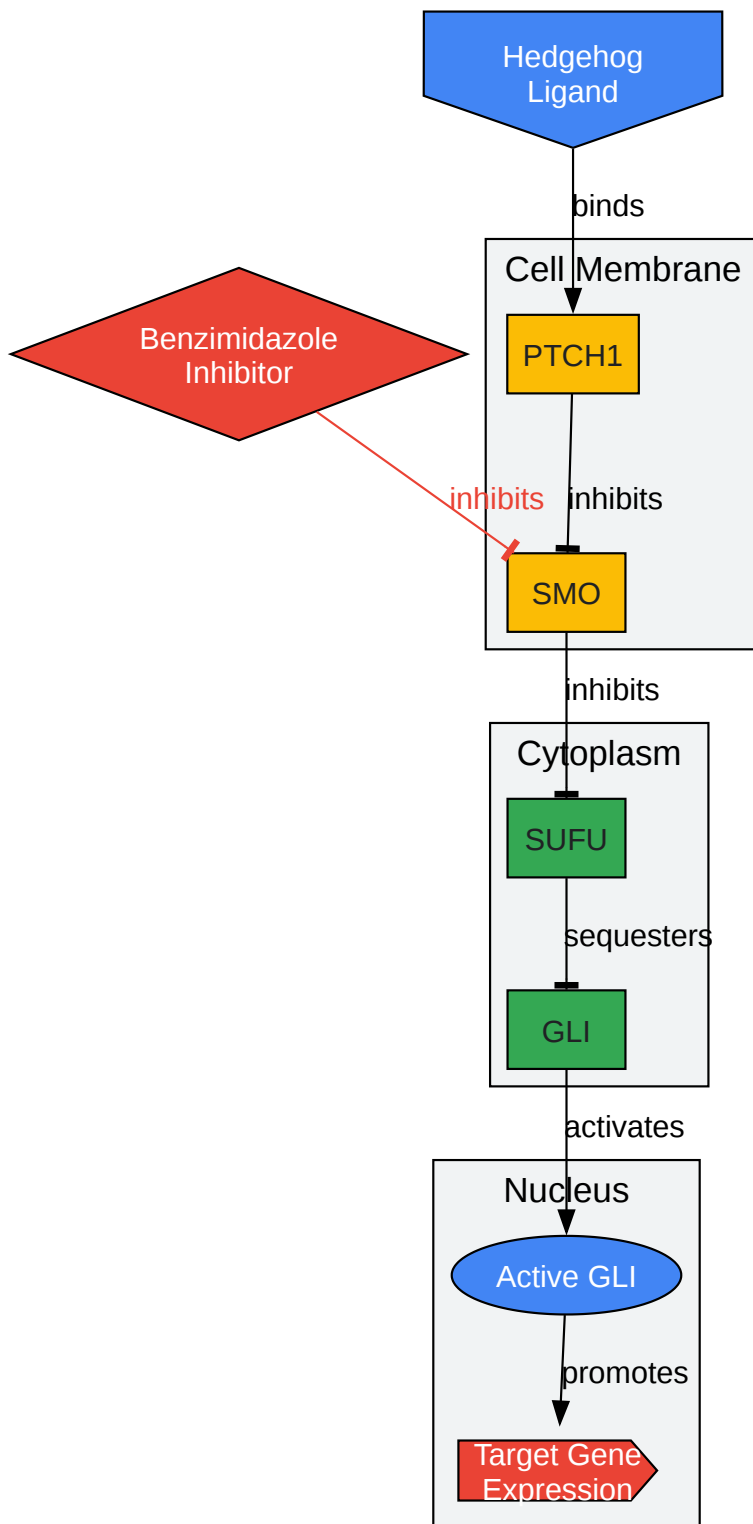 Hedgehog
Ligand
binds
Cell Membrane
Benzimidazole
Inhibitor
PTCH1
inhibits
inhibits
SMO
inhibits
Cytoplasm
SUFU
sequesters
GLI
activates
Nucleus
Active GLI
promotes
Target Gene
Expression